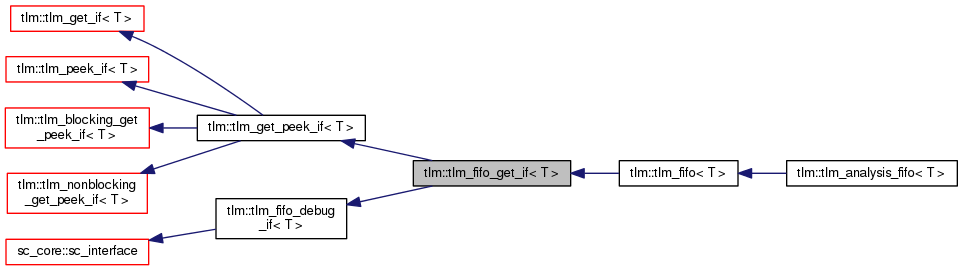 tlm::tlm_get_if< T >
tlm::tlm_peek_if< T >
tlm::tlm_blocking_get
_peek_if< T >
tlm::tlm_get_peek_if< T >
tlm::tlm_nonblocking
_get_peek_if< T >
tlm::tlm_fifo_get_if< T >
tlm::tlm_fifo< T >
tlm::tlm_analysis_fifo< T >
tlm::tlm_fifo_debug
_if< T >
sc_core::sc_interface